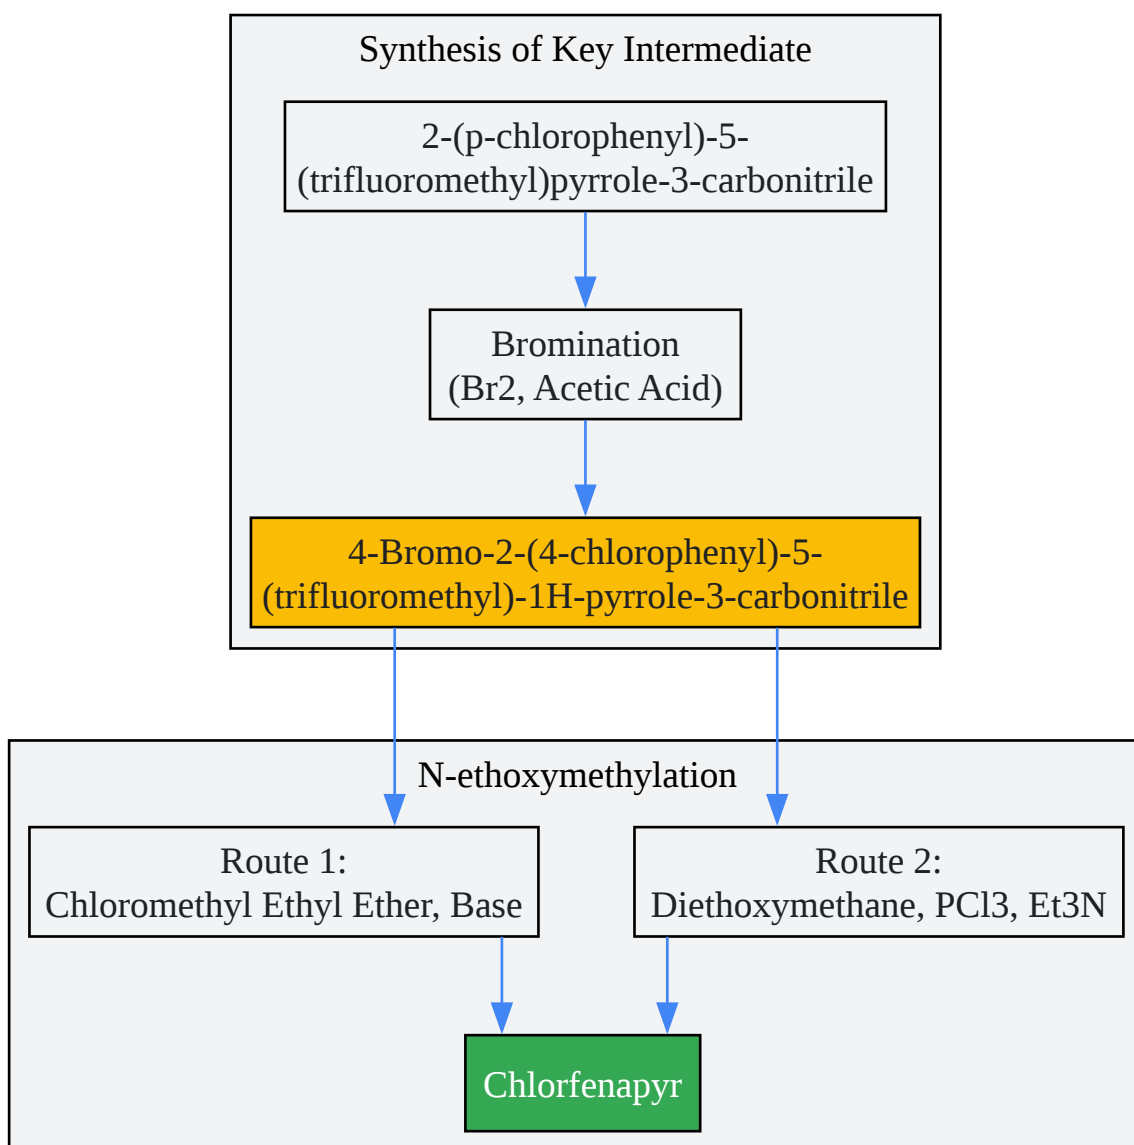 Synthesis of Key Intermediate
2-(p-chlorophenyl)-5-
(trifluoromethyl)pyrrole-3-carbonitrile
Bromination
(Br2, Acetic Acid)
4-Bromo-2-(4-chlorophenyl)-5-
(trifluoromethyl)-1H-pyrrole-3-carbonitrile
N-ethoxymethylation
Route 1:
Chloromethyl Ethyl Ether, Base
Route 2:
Diethoxymethane, PCl3, Et3N
Chlorfenapyr